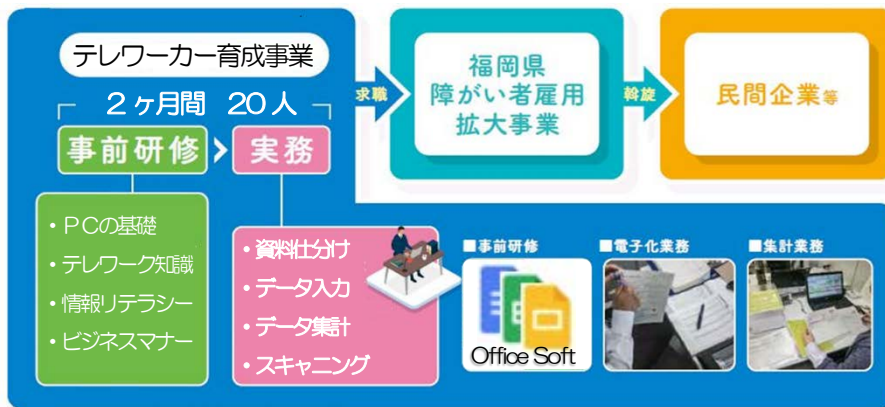 テレワーカー育成事業
2ヶ月間 20人
事前研修
実務
・PCの基礎
・テレワーク知識
・情報リテラシー
・ビジネスマナー
・資料仕分け
・データ入力
・データ集計
・スキャニング
求職
福岡県
障がい者雇用
拡大事業
斡旋
民間企業等
■事前研修
Office Soft
■電子化業務
■集計業務